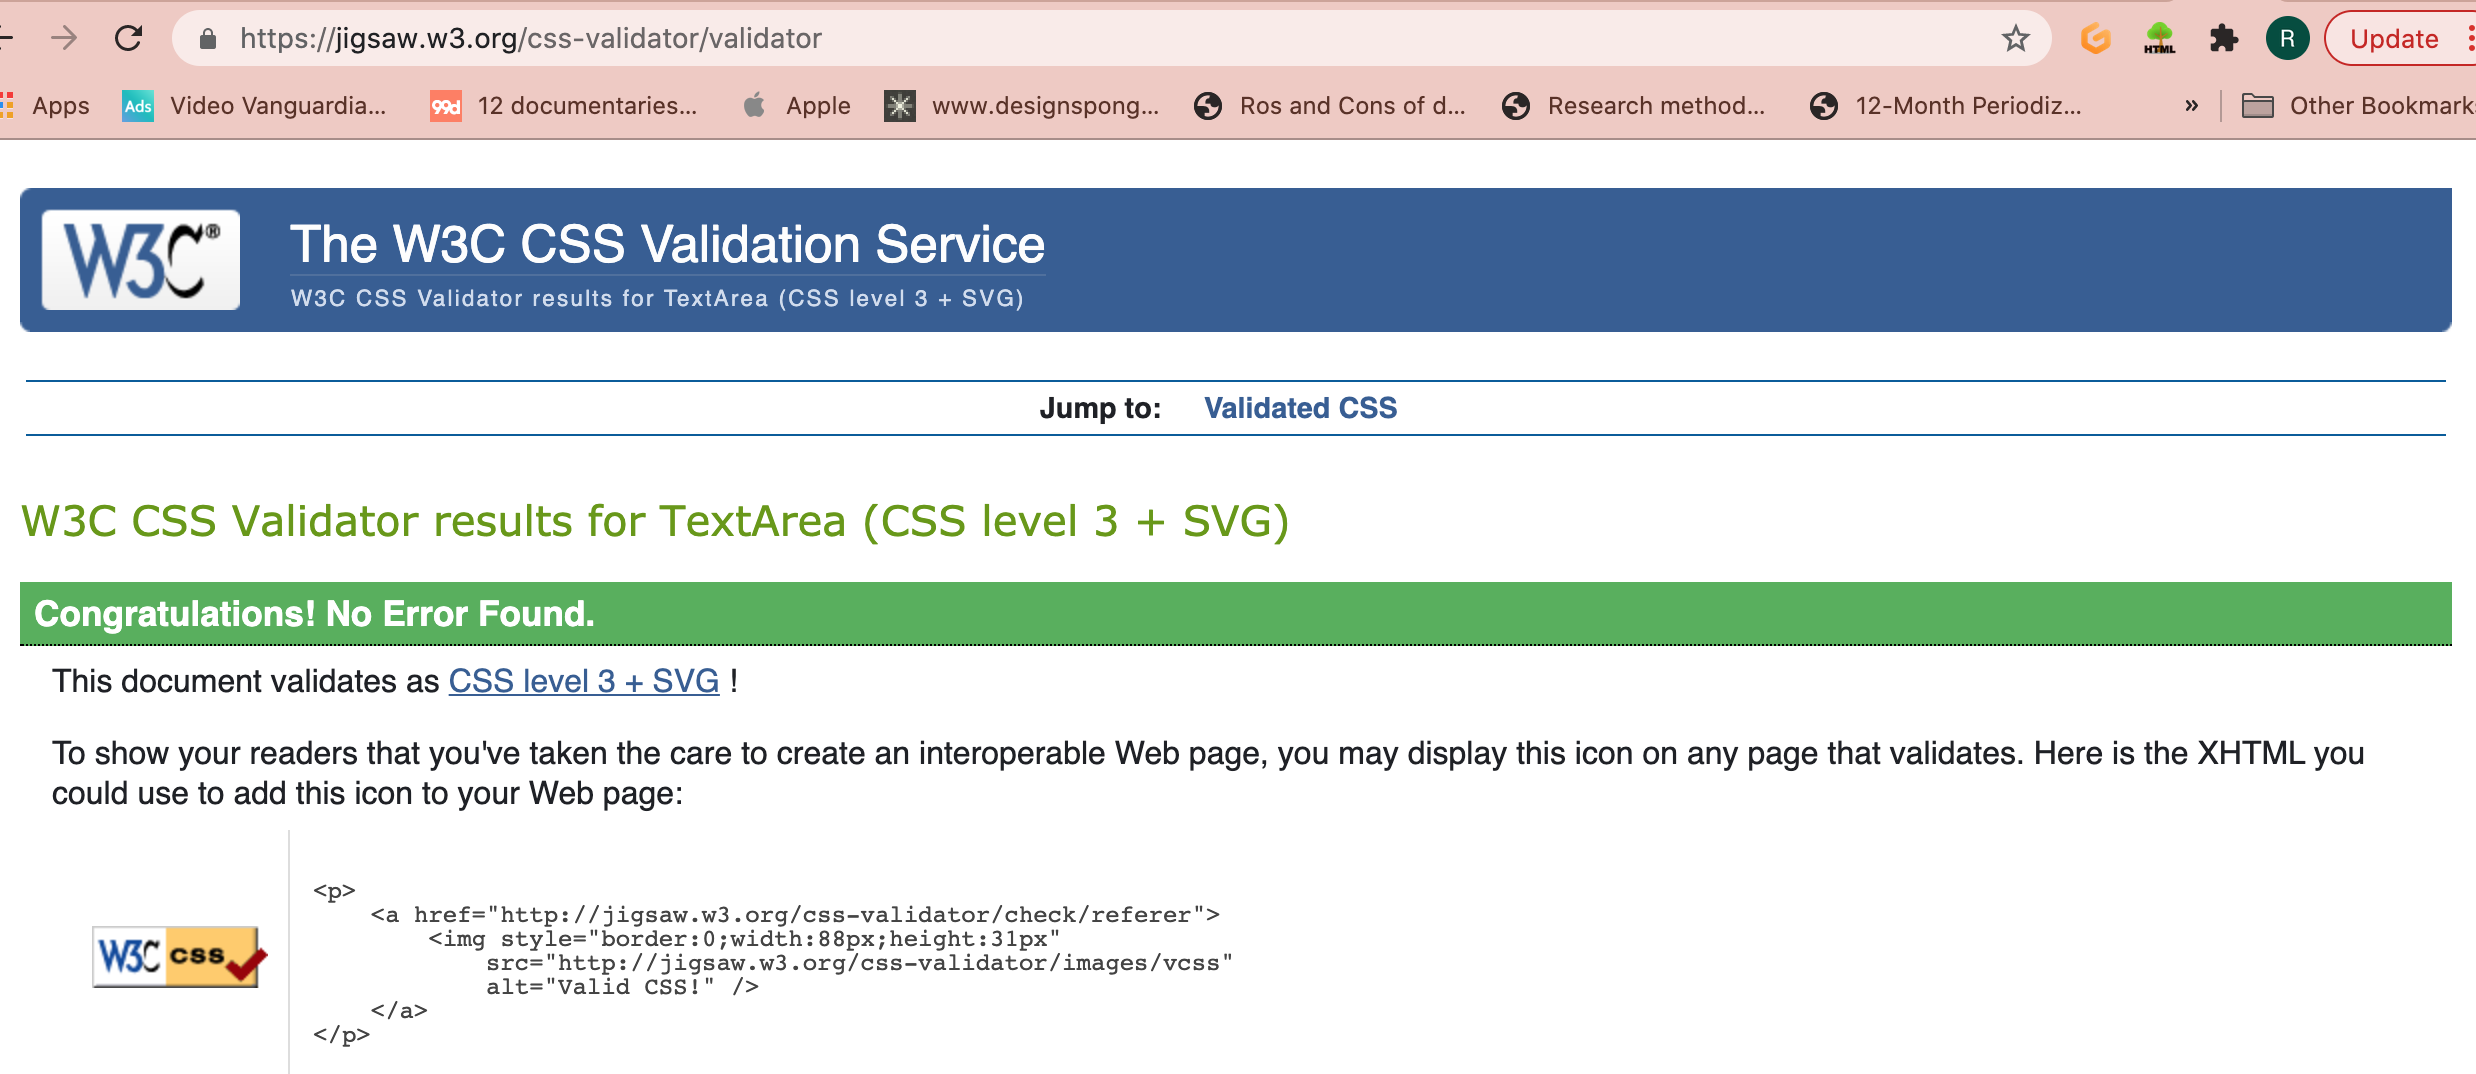 https://jigsaw.w3.org/css-validator/validator
HTML
R
Update
Apps
Ads
Video Vanguardia...
99d
12 documentaries...
Apple
www.designspong...
Ros and Cons of d...
Research method...
12-Month Periodiz...
»
Other Bookmarks
W3C®
The W3C CSS Validation Service
W3C CSS Validator results for TextArea (CSS level 3 + SVG)
Jump to: Validated CSS
W3C CSS Validator results for TextArea (CSS level 3 + SVG)
Congratulations! No Error Found.
This document validates as CSS level 3 + SVG !
To show your readers that you've taken the care to create an interoperable Web page, you may display this icon on any page that validates. Here is the XHTML you
could use to add this icon to your Web page:
W3C css
<p>
    <a href="http://jigsaw.w3.org/css-validator/check/referer">
        <img style="border:0;width:88px;height:31px"
            src="http://jigsaw.w3.org/css-validator/images/vcss"
            alt="Valid CSS!" />
    </a>
</p>